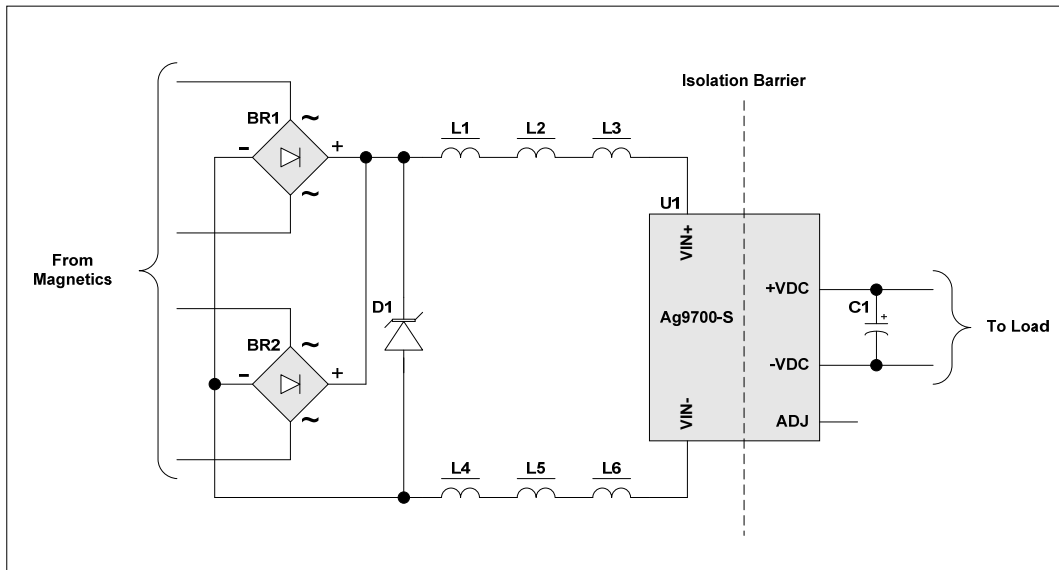 Isolation Barrier
BR1
~
-
+
~
L1
L2
L3
U1
VIN+
From
Magnetics
D1
Ag9700-S
+VDC
C1
+
To Load
BR2
~
-
+
~
-VDC
VIN-
ADJ
L4
L5
L6